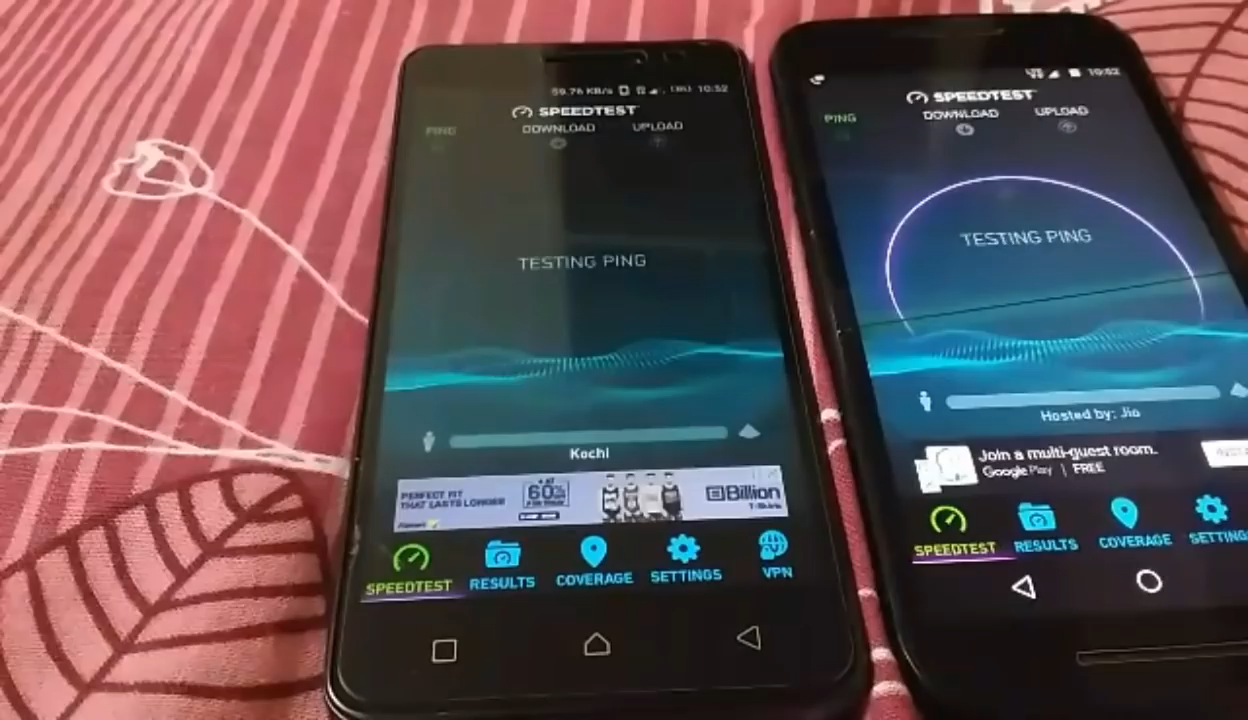 59.76 KB/s 10:52
SPEEDTEST
PING DOWNLOAD UPLOAD
TESTING PING
Kochi
PERFECT FIT
THAT LASTS LONGER
60%
Billion
SPEEDTEST RESULTS COVERAGE SETTINGS VPN
10:52
SPEEDTEST
PING DOWNLOAD UPLOAD
TESTING PING
Hosted by: Jio
Join a multi-guest room.
Google Play | FREE
SPEEDTEST RESULTS COVERAGE SETTING